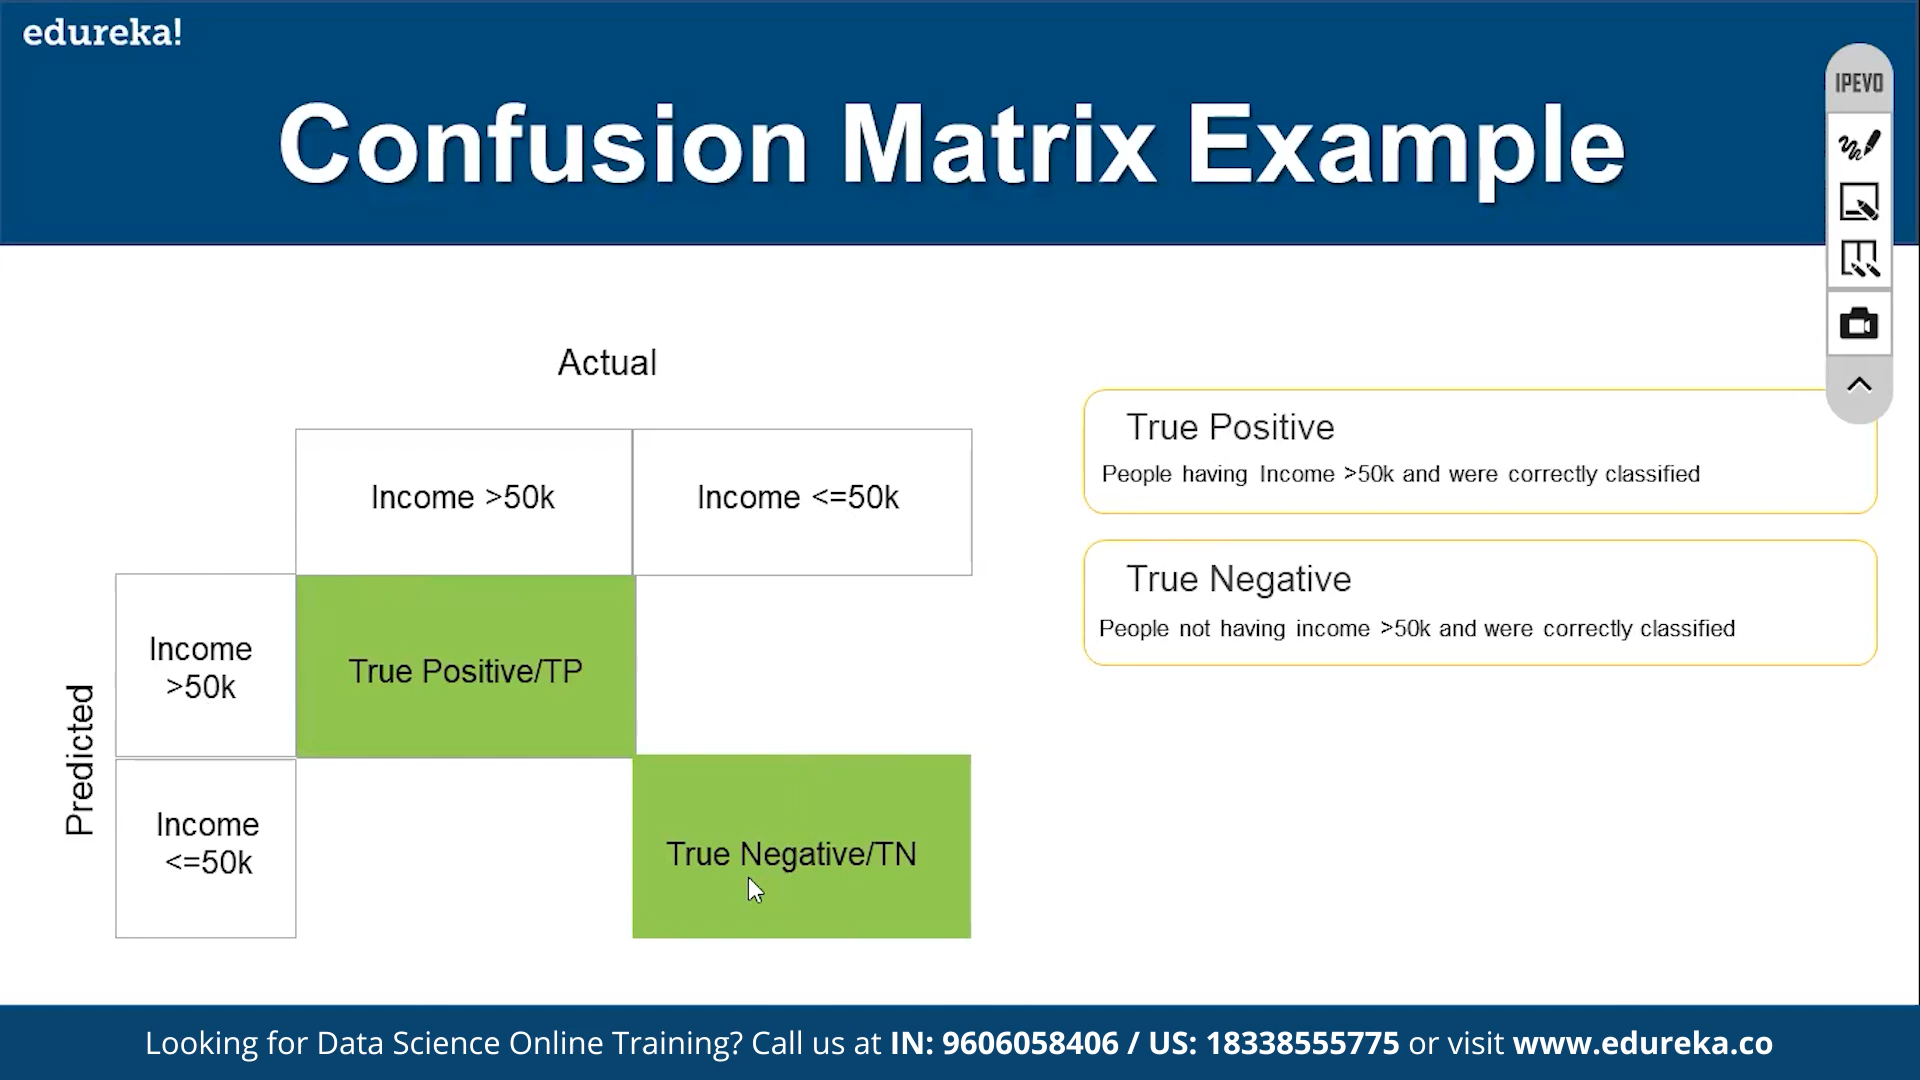 edureka!
Confusion Matrix Example
IPEVO
Actual
Income >50k
Income <=50k
Predicted
Income
>50k
True Positive/TP
Income
<=50k
True Negative/TN
True Positive
People having Income >50k and were correctly classified
True Negative
People not having income >50k and were correctly classified
Looking for Data Science Online Training? Call us at IN: 9606058406 / US: 18338555775 or visit www.edureka.co